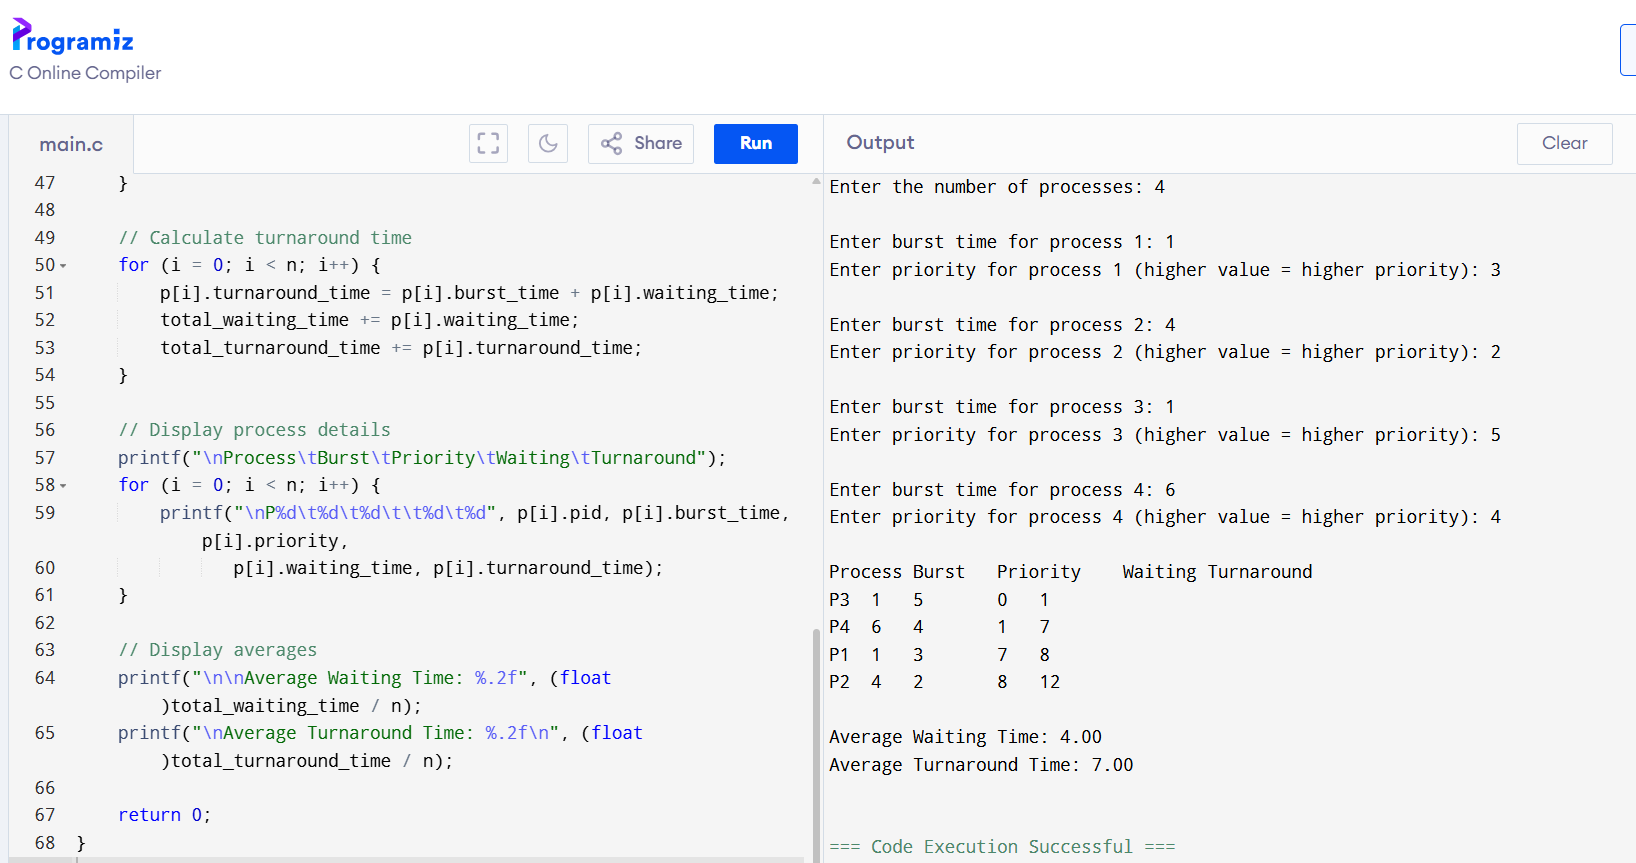 Programiz
C Online Compiler
main.c
Share
Run
47 }
48
49 // Calculate turnaround time
50 for (i = 0; i < n; i++) {
51 p[i].turnaround_time = p[i].burst_time + p[i].waiting_time;
52 total_waiting_time += p[i].waiting_time;
53 total_turnaround_time += p[i].turnaround_time;
54 }
55
56 // Display process details
57 printf("\nProcess\tBurst\tPriority\tWaiting\tTurnaround");
58 for (i = 0; i < n; i++) {
59 printf("\nP%d\t%d\t%d\t\t%d\t%d", p[i].pid, p[i].burst_time,
p[i].priority,
60 p[i].waiting_time, p[i].turnaround_time);
61 }
62
63 // Display averages
64 printf("\n\nAverage Waiting Time: %.2f", (float
)total_waiting_time / n);
65 printf("\nAverage Turnaround Time: %.2f\n", (float
)total_turnaround_time / n);
66
67 return 0;
68 }
Output
Clear
Enter the number of processes: 4
Enter burst time for process 1: 1
Enter priority for process 1 (higher value = higher priority): 3
Enter burst time for process 2: 4
Enter priority for process 2 (higher value = higher priority): 2
Enter burst time for process 3: 1
Enter priority for process 3 (higher value = higher priority): 5
Enter burst time for process 4: 6
Enter priority for process 4 (higher value = higher priority): 4
Process Burst Priority Waiting Turnaround
P3 1 5 0 1
P4 6 4 1 7
P1 1 3 7 8
P2 4 2 8 12
Average Waiting Time: 4.00
Average Turnaround Time: 7.00
=== Code Execution Successful ===